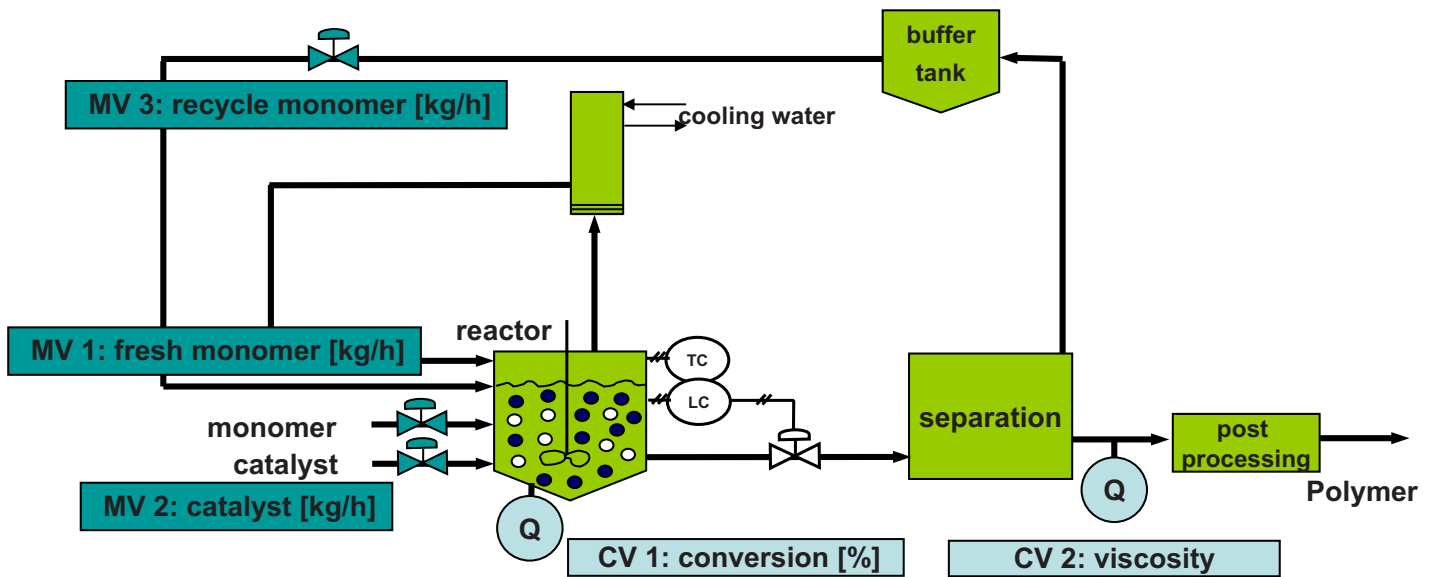 buffer
tank
MV 3: recycle monomer [kg/h]
cooling water
MV 1: fresh monomer [kg/h]
reactor
TC
LC
monomer
catalyst
MV 2: catalyst [kg/h]
Q
CV 1: conversion [%]
separation
Q
post
processing
Polymer
CV 2: viscosity